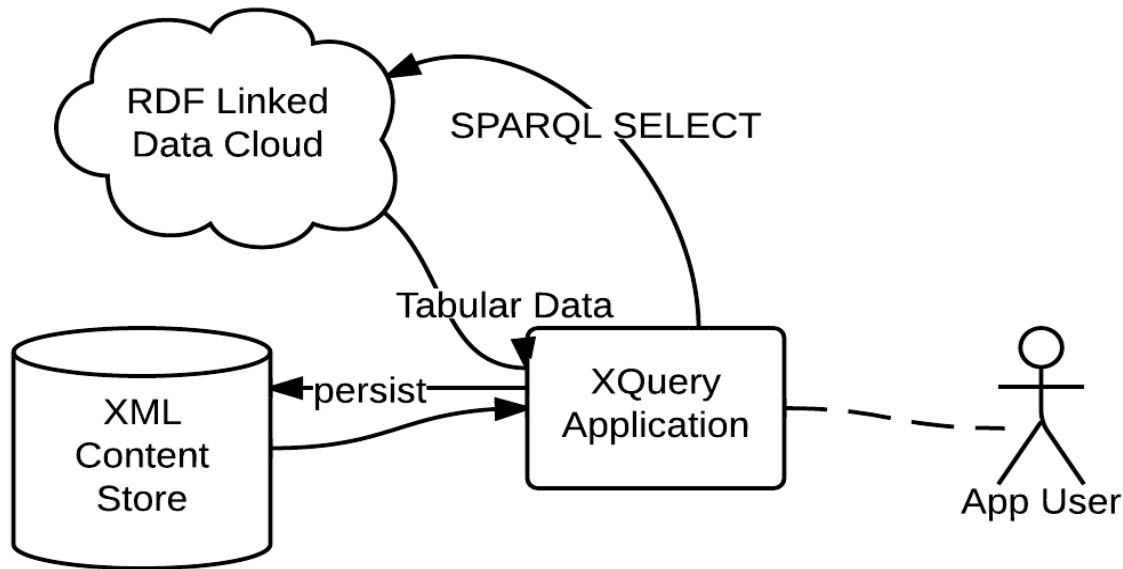 RDF Linked
Data Cloud
SPARQL SELECT
Tabular Data
persist
XQuery
Application
XML
Content
Store
App User